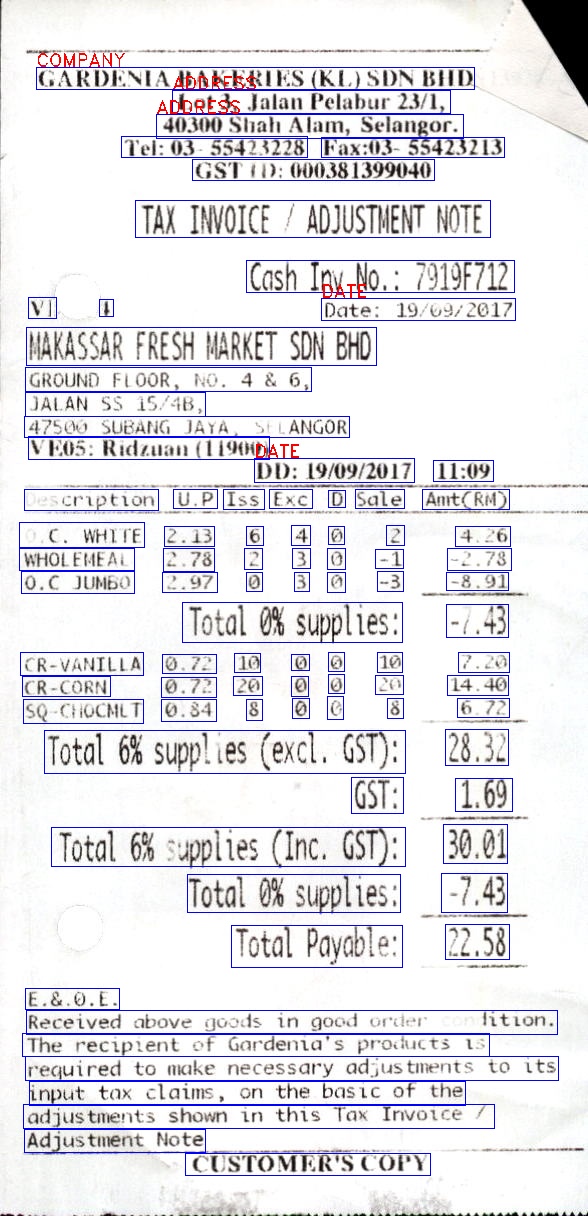 COMPANY
GARDENIA BAKERIES (KL) SDN BHD
ADDRESS
Lot 3, Jalan Pelabur 23/1,
ADDRESS
40300 Shah Alam, Selangor.
Tel: 03- 55423228 Fax:03- 55423213
GST ID: 000381399040
TAX INVOICE / ADJUSTMENT NOTE
Cash Inv No.: 7919F712
DATE
Date: 19/09/2017
MAKASSAR FRESH MARKET SDN BHD
GROUND FLOOR, NO. 4 & 6,
JALAN SS 15/4B,
47500 SUBANG JAYA, SELANGOR
VE05: Ridzuan (11900)
DATE
DD: 19/09/2017 11:09
Description U.P Iss Exc D Sale Amt(RM)
O.C. WHITE 2.13 6 4 0 2 4.26
WHOLEMEAL 2.78 2 3 0 -1 -2.78
O.C JUMBO 2.97 0 3 0 -3 -8.91
Total 0% supplies: -7.43
CR-VANILLA 0.72 10 0 0 10 7.20
CR-CORN 0.72 20 0 0 20 14.40
SQ-CHOCMLT 0.84 8 0 0 8 6.72
Total 6% supplies (excl. GST): 28.32
GST: 1.69
Total 6% supplies (Inc. GST): 30.01
Total 0% supplies: -7.43
Total Payable: 22.58
E.&.O.E.
Received above goods in good order condition.
The recipient of Gardenia's products is
required to make necessary adjustments to its
input tax claims, on the basic of the
adjustments shown in this Tax Invoice /
Adjustment Note
CUSTOMER'S COPY